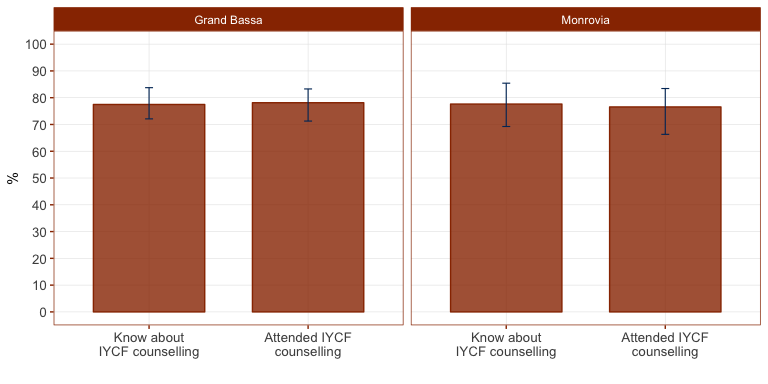 Grand Bassa
Monrovia
%
100
90
80
70
60
50
40
30
20
10
0
Know about
IYCF counselling
Attended IYCF
counselling
Know about
IYCF counselling
Attended IYCF
counselling